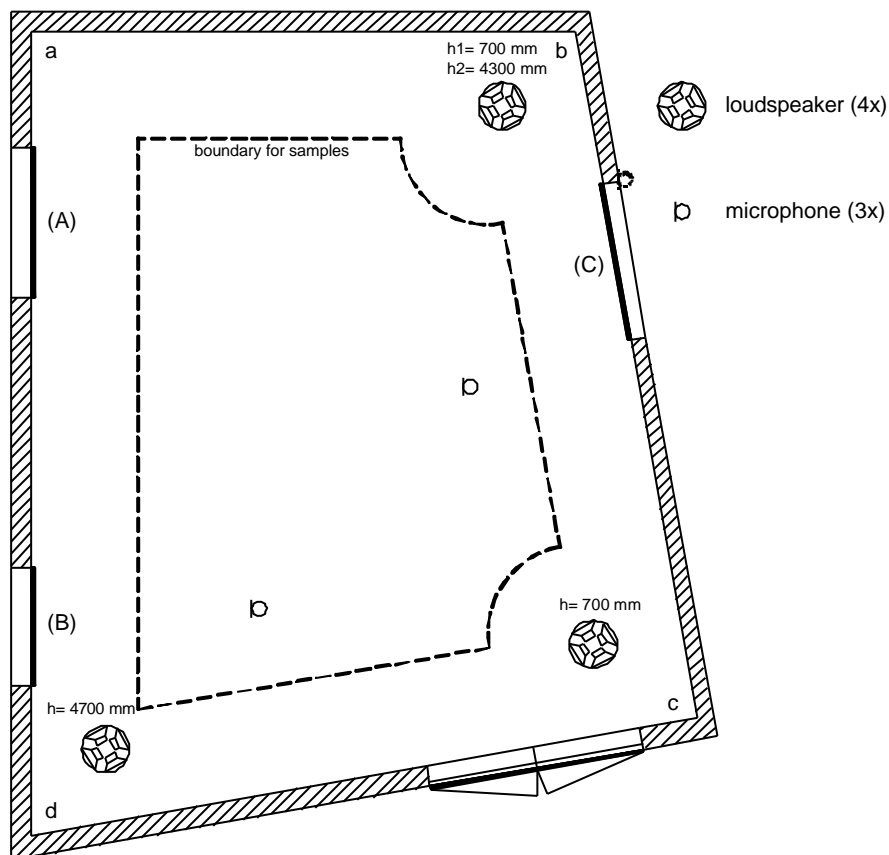 a
b
h1= 700 mm
h2= 4300 mm
loudspeaker (4x)
boundary for samples
microphone (3x)
(A)
(C)
(B)
h= 700 mm
h= 4700 mm
c
d